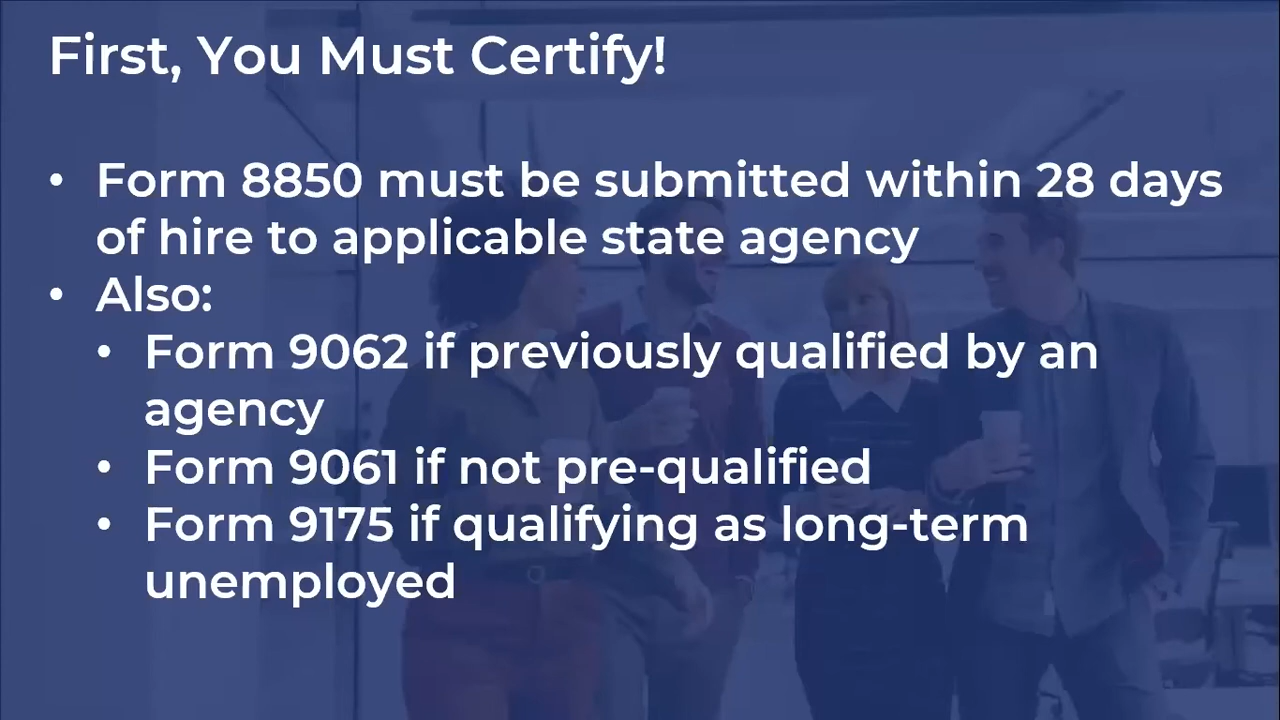 First, You Must Certify!
• Form 8850 must be submitted within 28 days
of hire to applicable state agency
• Also:
• Form 9062 if previously qualified by an
agency
• Form 9061 if not pre-qualified
• Form 9175 if qualifying as long-term
unemployed